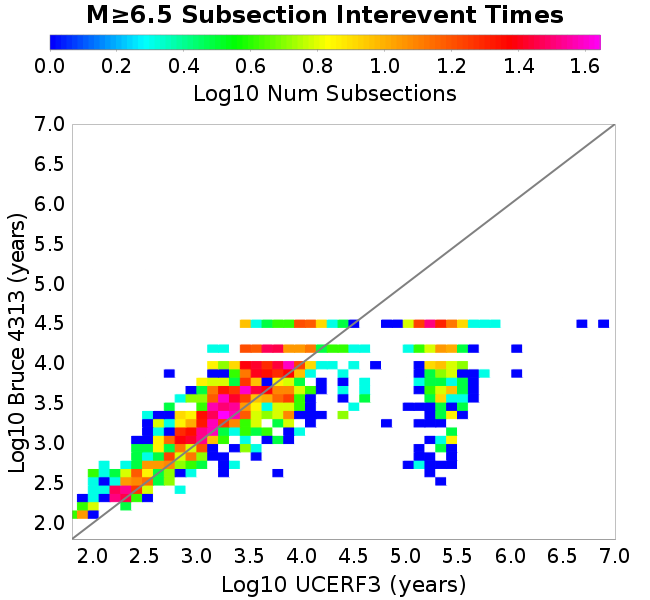 M≥6.5 Subsection Interevent Times
0.0 0.2 0.4 0.6 0.8 1.0 1.2 1.4 1.6
Log10 Num Subsections
7.0
6.5
6.0
5.5
5.0
4.5
4.0
3.5
3.0
2.5
2.0
Log10 Bruce 4313 (years)
2.0 2.5 3.0 3.5 4.0 4.5 5.0 5.5 6.0 6.5 7.0
Log10 UCERF3 (years)